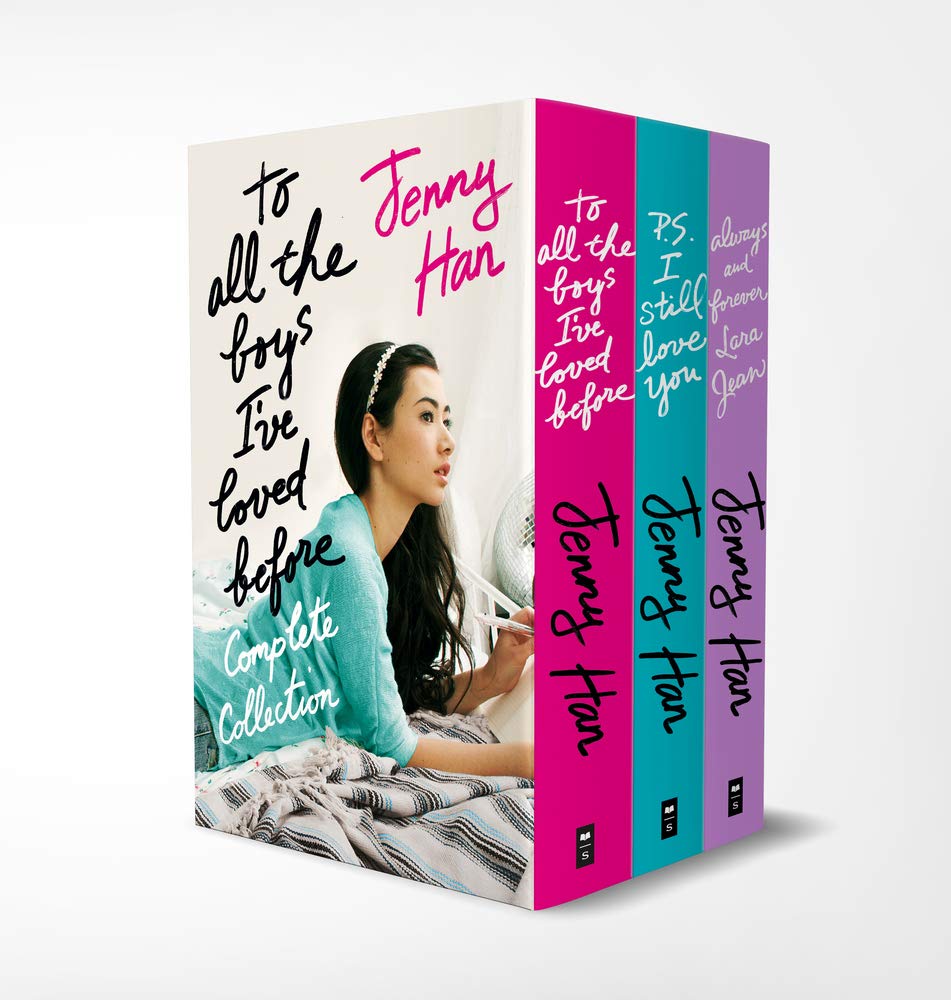 to
all the
boys
I've
loved
before
Complete
Collection
Jenny
Han
to
all the
boys
I've
loved
before
Jenny Han
S
P.S.
I
still
love
you
Jenny Han
S
always
and
forever
Lara
Jean
Jenny Han
S